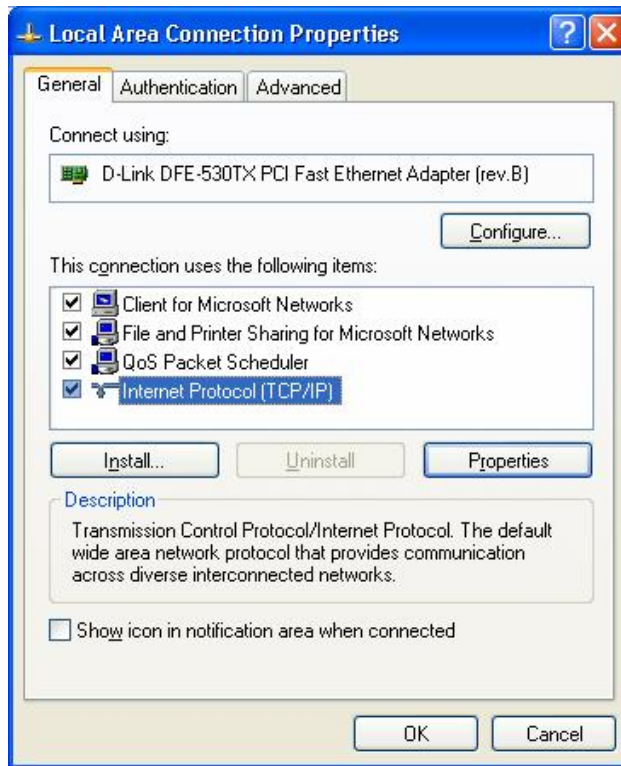 Local Area Connection Properties
General Authentication Advanced
Connect using:
D-Link DFE-530TX PCI Fast Ethernet Adapter (rev.B)
Configure...
This connection uses the following items:
Client for Microsoft Networks
File and Printer Sharing for Microsoft Networks
QoS Packet Scheduler
Internet Protocol (TCP/IP)
Install... Uninstall Properties
Description
Transmission Control Protocol/Internet Protocol. The default
wide area network protocol that provides communication
across diverse interconnected networks.
Show icon in notification area when connected
OK Cancel